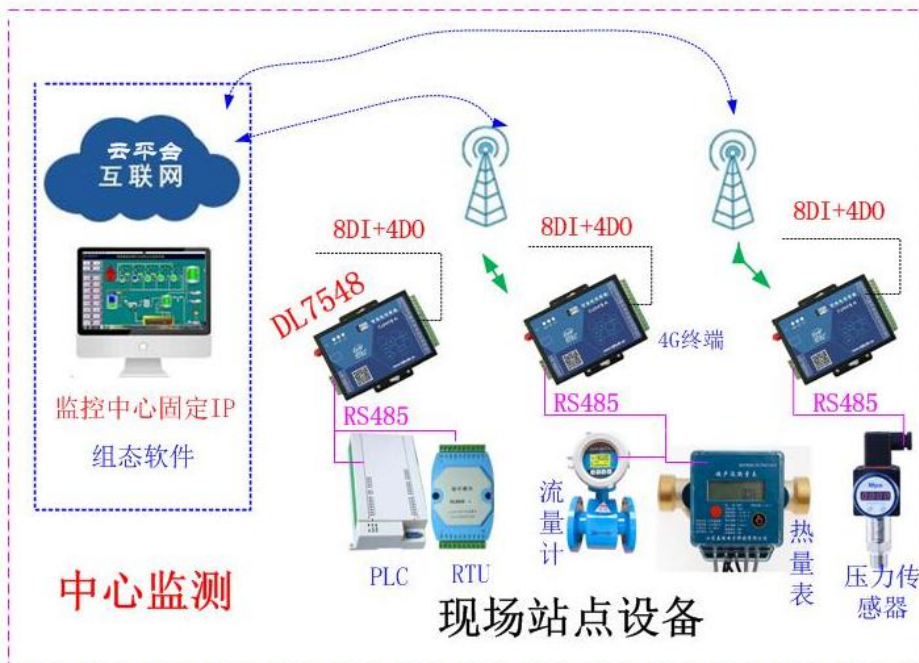 云平台
互联网
监控中心固定IP
组态软件
中心监测
8DI+4DO
8DI+4DO
8DI+4DO
DL7548
4G终端
RS485
RS485
RS485
PLC
RTU
流量计
热量表
Mpa
压力传
感器
现场站点设备